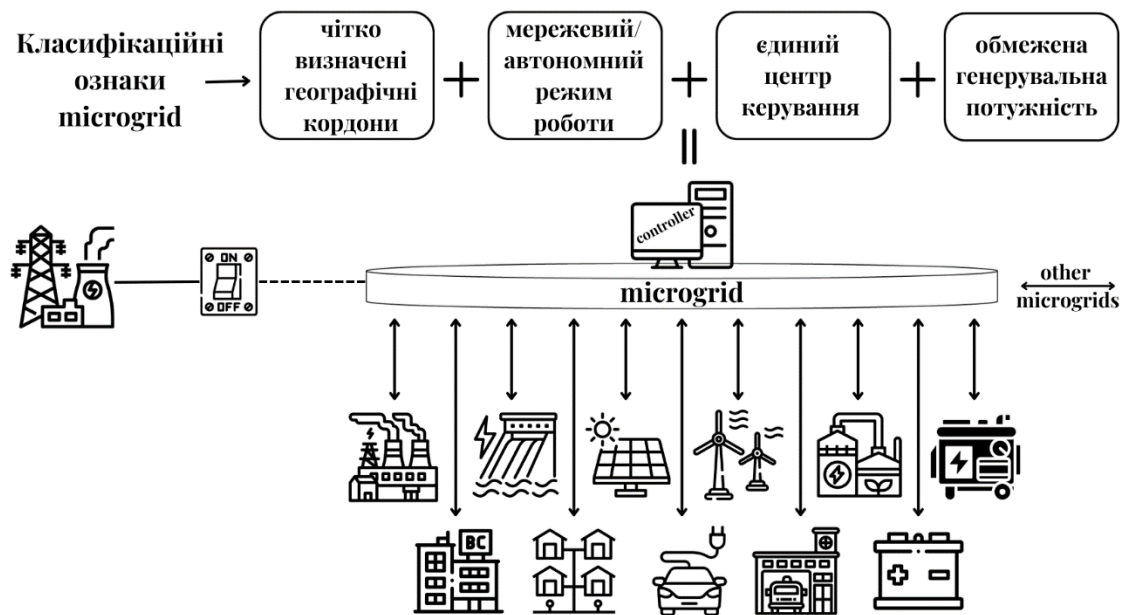 Класифікаційні
ознаки
microgrid
чітко
визначені
географічні
кордони
мережевий/
автономний
режим
роботи
єдиний
центр
керування
обмежена
генерувальна
потужність
controller
ON
OFF
microgrid
other
microgrids
BC